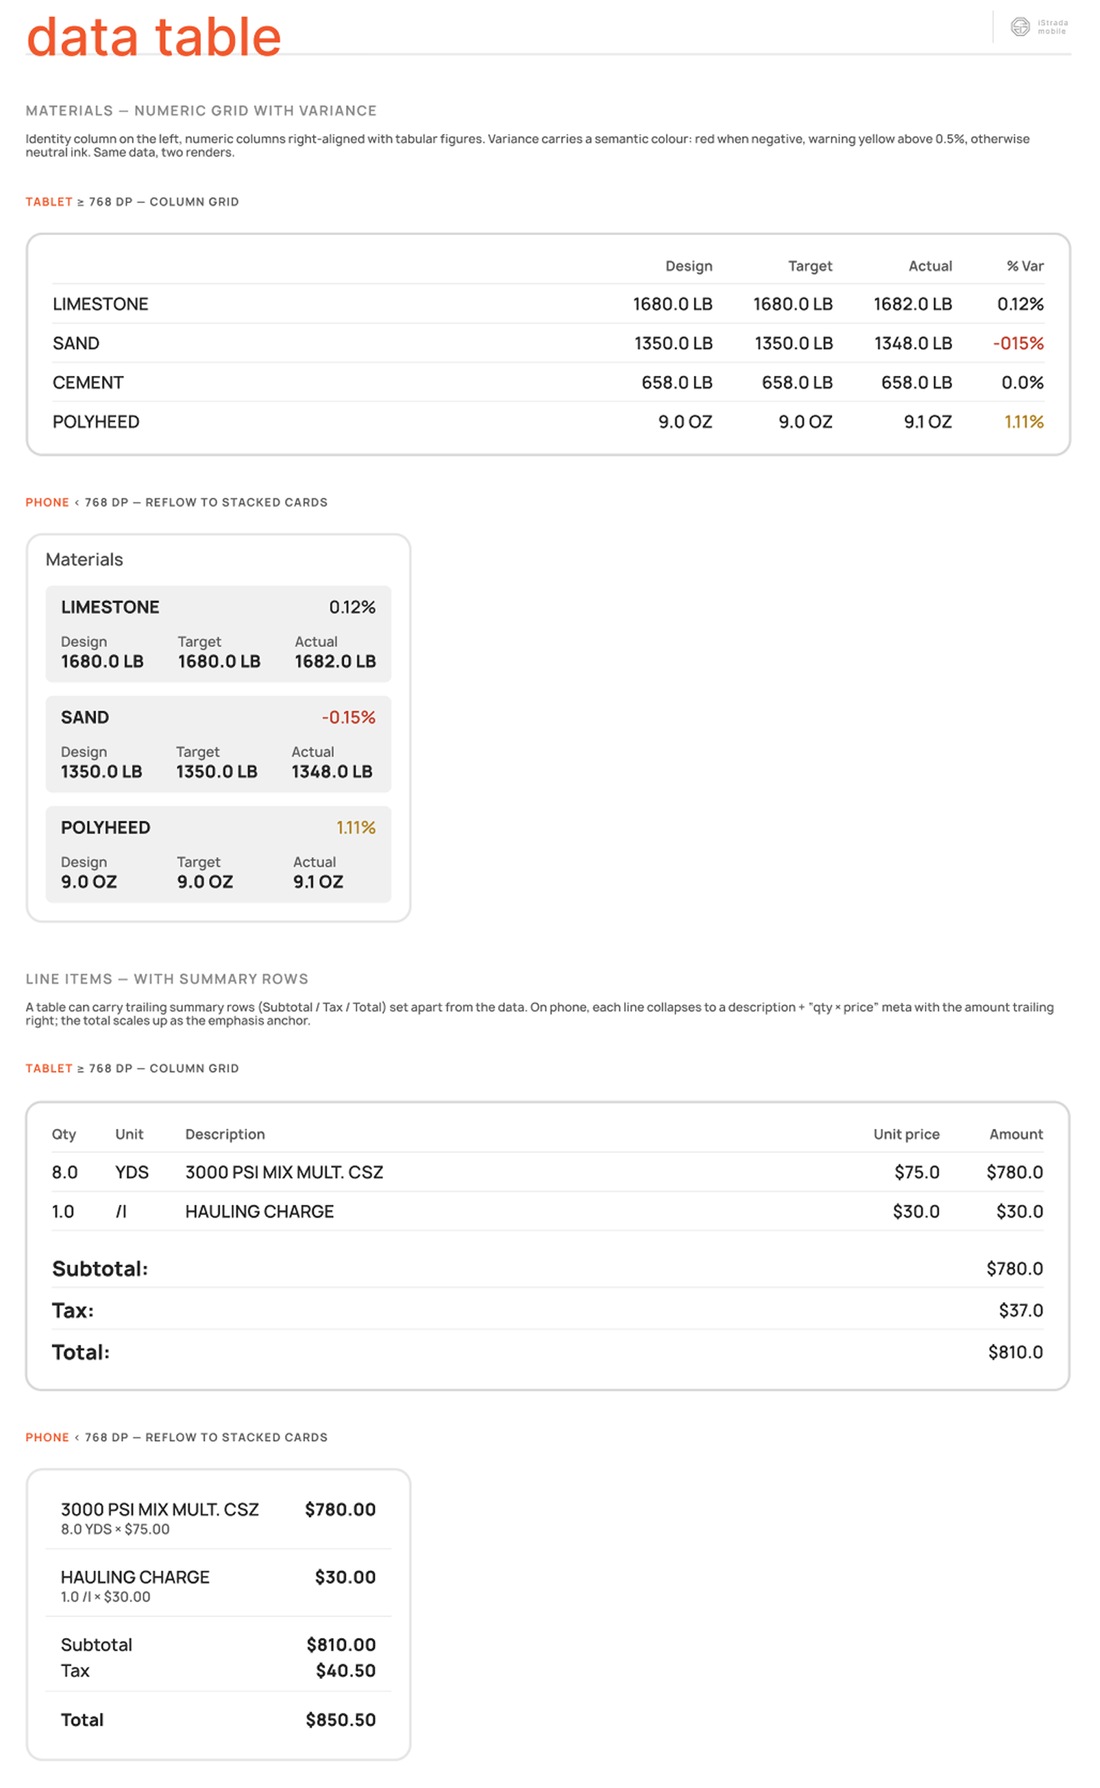 data table
iStrada
mobile
MATERIALS — NUMERIC GRID WITH VARIANCE
Identity column on the left, numeric columns right-aligned with tabular figures. Variance carries a semantic colour: red when negative, warning yellow above 0.5%, otherwise
neutral ink. Same data, two renders.
TABLET ≥ 768 DP — COLUMN GRID
Design Target Actual % Var
LIMESTONE 1680.0 LB 1680.0 LB 1682.0 LB 0.12%
SAND 1350.0 LB 1350.0 LB 1348.0 LB -015%
CEMENT 658.0 LB 658.0 LB 658.0 LB 0.0%
POLYHEED 9.0 OZ 9.0 OZ 9.1 OZ 1.11%
PHONE < 768 DP — REFLOW TO STACKED CARDS
Materials
LIMESTONE 0.12%
Design Target Actual
1680.0 LB 1680.0 LB 1682.0 LB
SAND -0.15%
Design Target Actual
1350.0 LB 1350.0 LB 1348.0 LB
POLYHEED 1.11%
Design Target Actual
9.0 OZ 9.0 OZ 9.1 OZ
LINE ITEMS — WITH SUMMARY ROWS
A table can carry trailing summary rows (Subtotal / Tax / Total) set apart from the data. On phone, each line collapses to a description + "qty × price" meta with the amount trailing
right; the total scales up as the emphasis anchor.
TABLET ≥ 768 DP — COLUMN GRID
Qty Unit Description Unit price Amount
8.0 YDS 3000 PSI MIX MULT. CSZ $75.0 $780.0
1.0 /l HAULING CHARGE $30.0 $30.0
Subtotal: $780.0
Tax: $37.0
Total: $810.0
PHONE < 768 DP — REFLOW TO STACKED CARDS
3000 PSI MIX MULT. CSZ $780.00
8.0 YDS × $75.00
HAULING CHARGE $30.00
1.0 /l × $30.00
Subtotal $810.00
Tax $40.50
Total $850.50